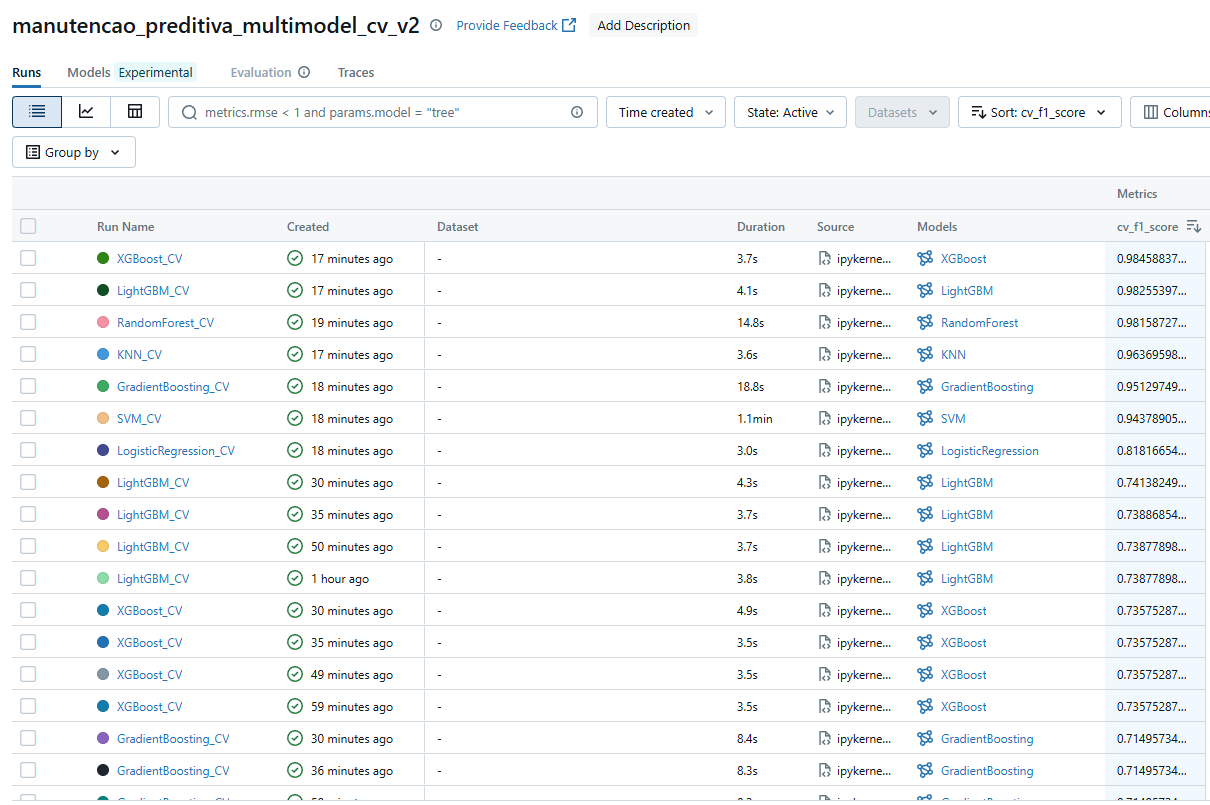 manutencao_preditiva_multimodel_cv_v2 Provide Feedback Add Description
Runs Models Experimental Evaluation Traces
metrics.rmse < 1 and params.model = "tree" Time created State: Active Datasets Sort: cv_f1_score Columns
Group by
Metrics
Run Name Created Dataset Duration Source Models cv_f1_score
XGBoost_CV 17 minutes ago - 3.7s ipykerne... XGBoost 0.98458837...
LightGBM_CV 17 minutes ago - 4.1s ipykerne... LightGBM 0.98255397...
RandomForest_CV 19 minutes ago - 14.8s ipykerne... RandomForest 0.98158727...
KNN_CV 17 minutes ago - 3.6s ipykerne... KNN 0.96369598...
GradientBoosting_CV 18 minutes ago - 18.8s ipykerne... GradientBoosting 0.95129749...
SVM_CV 18 minutes ago - 1.1min ipykerne... SVM 0.94378905...
LogisticRegression_CV 18 minutes ago - 3.0s ipykerne... LogisticRegression 0.81816654...
LightGBM_CV 30 minutes ago - 4.3s ipykerne... LightGBM 0.74138249...
LightGBM_CV 35 minutes ago - 3.7s ipykerne... LightGBM 0.73886854...
LightGBM_CV 50 minutes ago - 3.7s ipykerne... LightGBM 0.73877898...
LightGBM_CV 1 hour ago - 3.8s ipykerne... LightGBM 0.73877898...
XGBoost_CV 30 minutes ago - 4.9s ipykerne... XGBoost 0.73575287...
XGBoost_CV 35 minutes ago - 3.5s ipykerne... XGBoost 0.73575287...
XGBoost_CV 49 minutes ago - 3.5s ipykerne... XGBoost 0.73575287...
XGBoost_CV 59 minutes ago - 3.5s ipykerne... XGBoost 0.73575287...
GradientBoosting_CV 30 minutes ago - 8.4s ipykerne... GradientBoosting 0.71495734...
GradientBoosting_CV 36 minutes ago - 8.3s ipykerne... GradientBoosting 0.71495734...